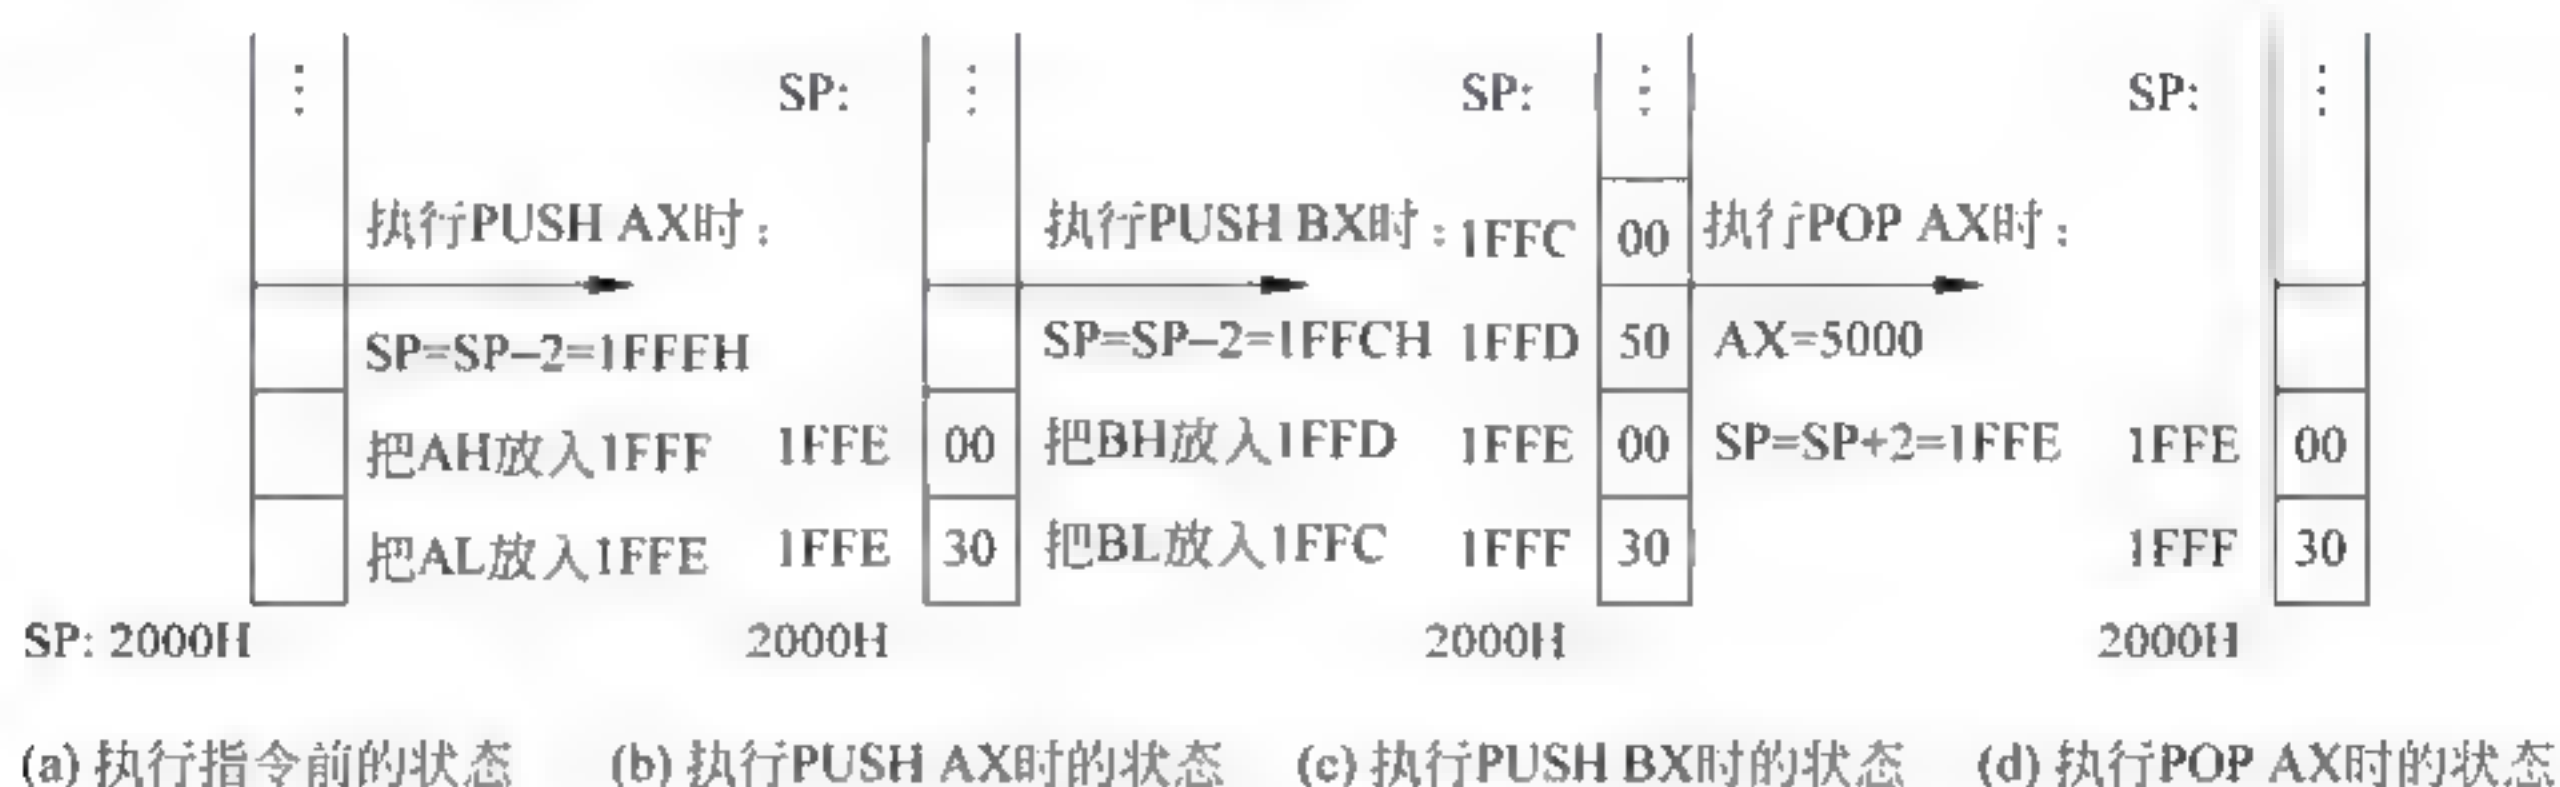 ⋮ SP: ⋮ SP: ⋮ SP: ⋮
执行PUSH AX时： 执行PUSH BX时： 1FFC 00 执行POP AX时：
SP=SP–2=1FFEH SP=SP–2=1FFCH 1FFD 50 AX=5000
把AH放入1FFF 1FFE 00 把BH放入1FFD 1FFE 00 SP=SP+2=1FFE 1FFE 00
把AL放入1FFE 1FFE 30 把BL放入1FFC 1FFF 30 1FFF 30
SP: 2000H 2000H 2000H 2000H
(a) 执行指令前的状态 (b) 执行PUSH AX时的状态 (c) 执行PUSH BX时的状态 (d) 执行POP AX时的状态